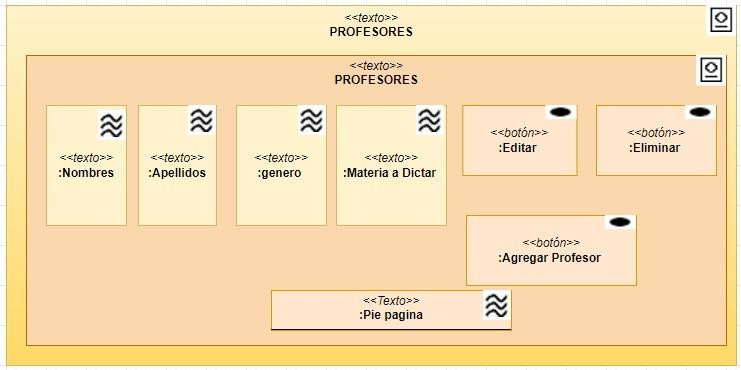 <<texto>>
PROFESORES
<<texto>>
PROFESORES
<<texto>>
:Nombres
<<texto>>
:Apellidos
<<texto>>
:genero
<<texto>>
:Materia a Dictar
<<botón>>
:Editar
<<botón>>
:Eliminar
<<botón>>
:Agregar Profesor
<<Texto>>
:Pie pagina